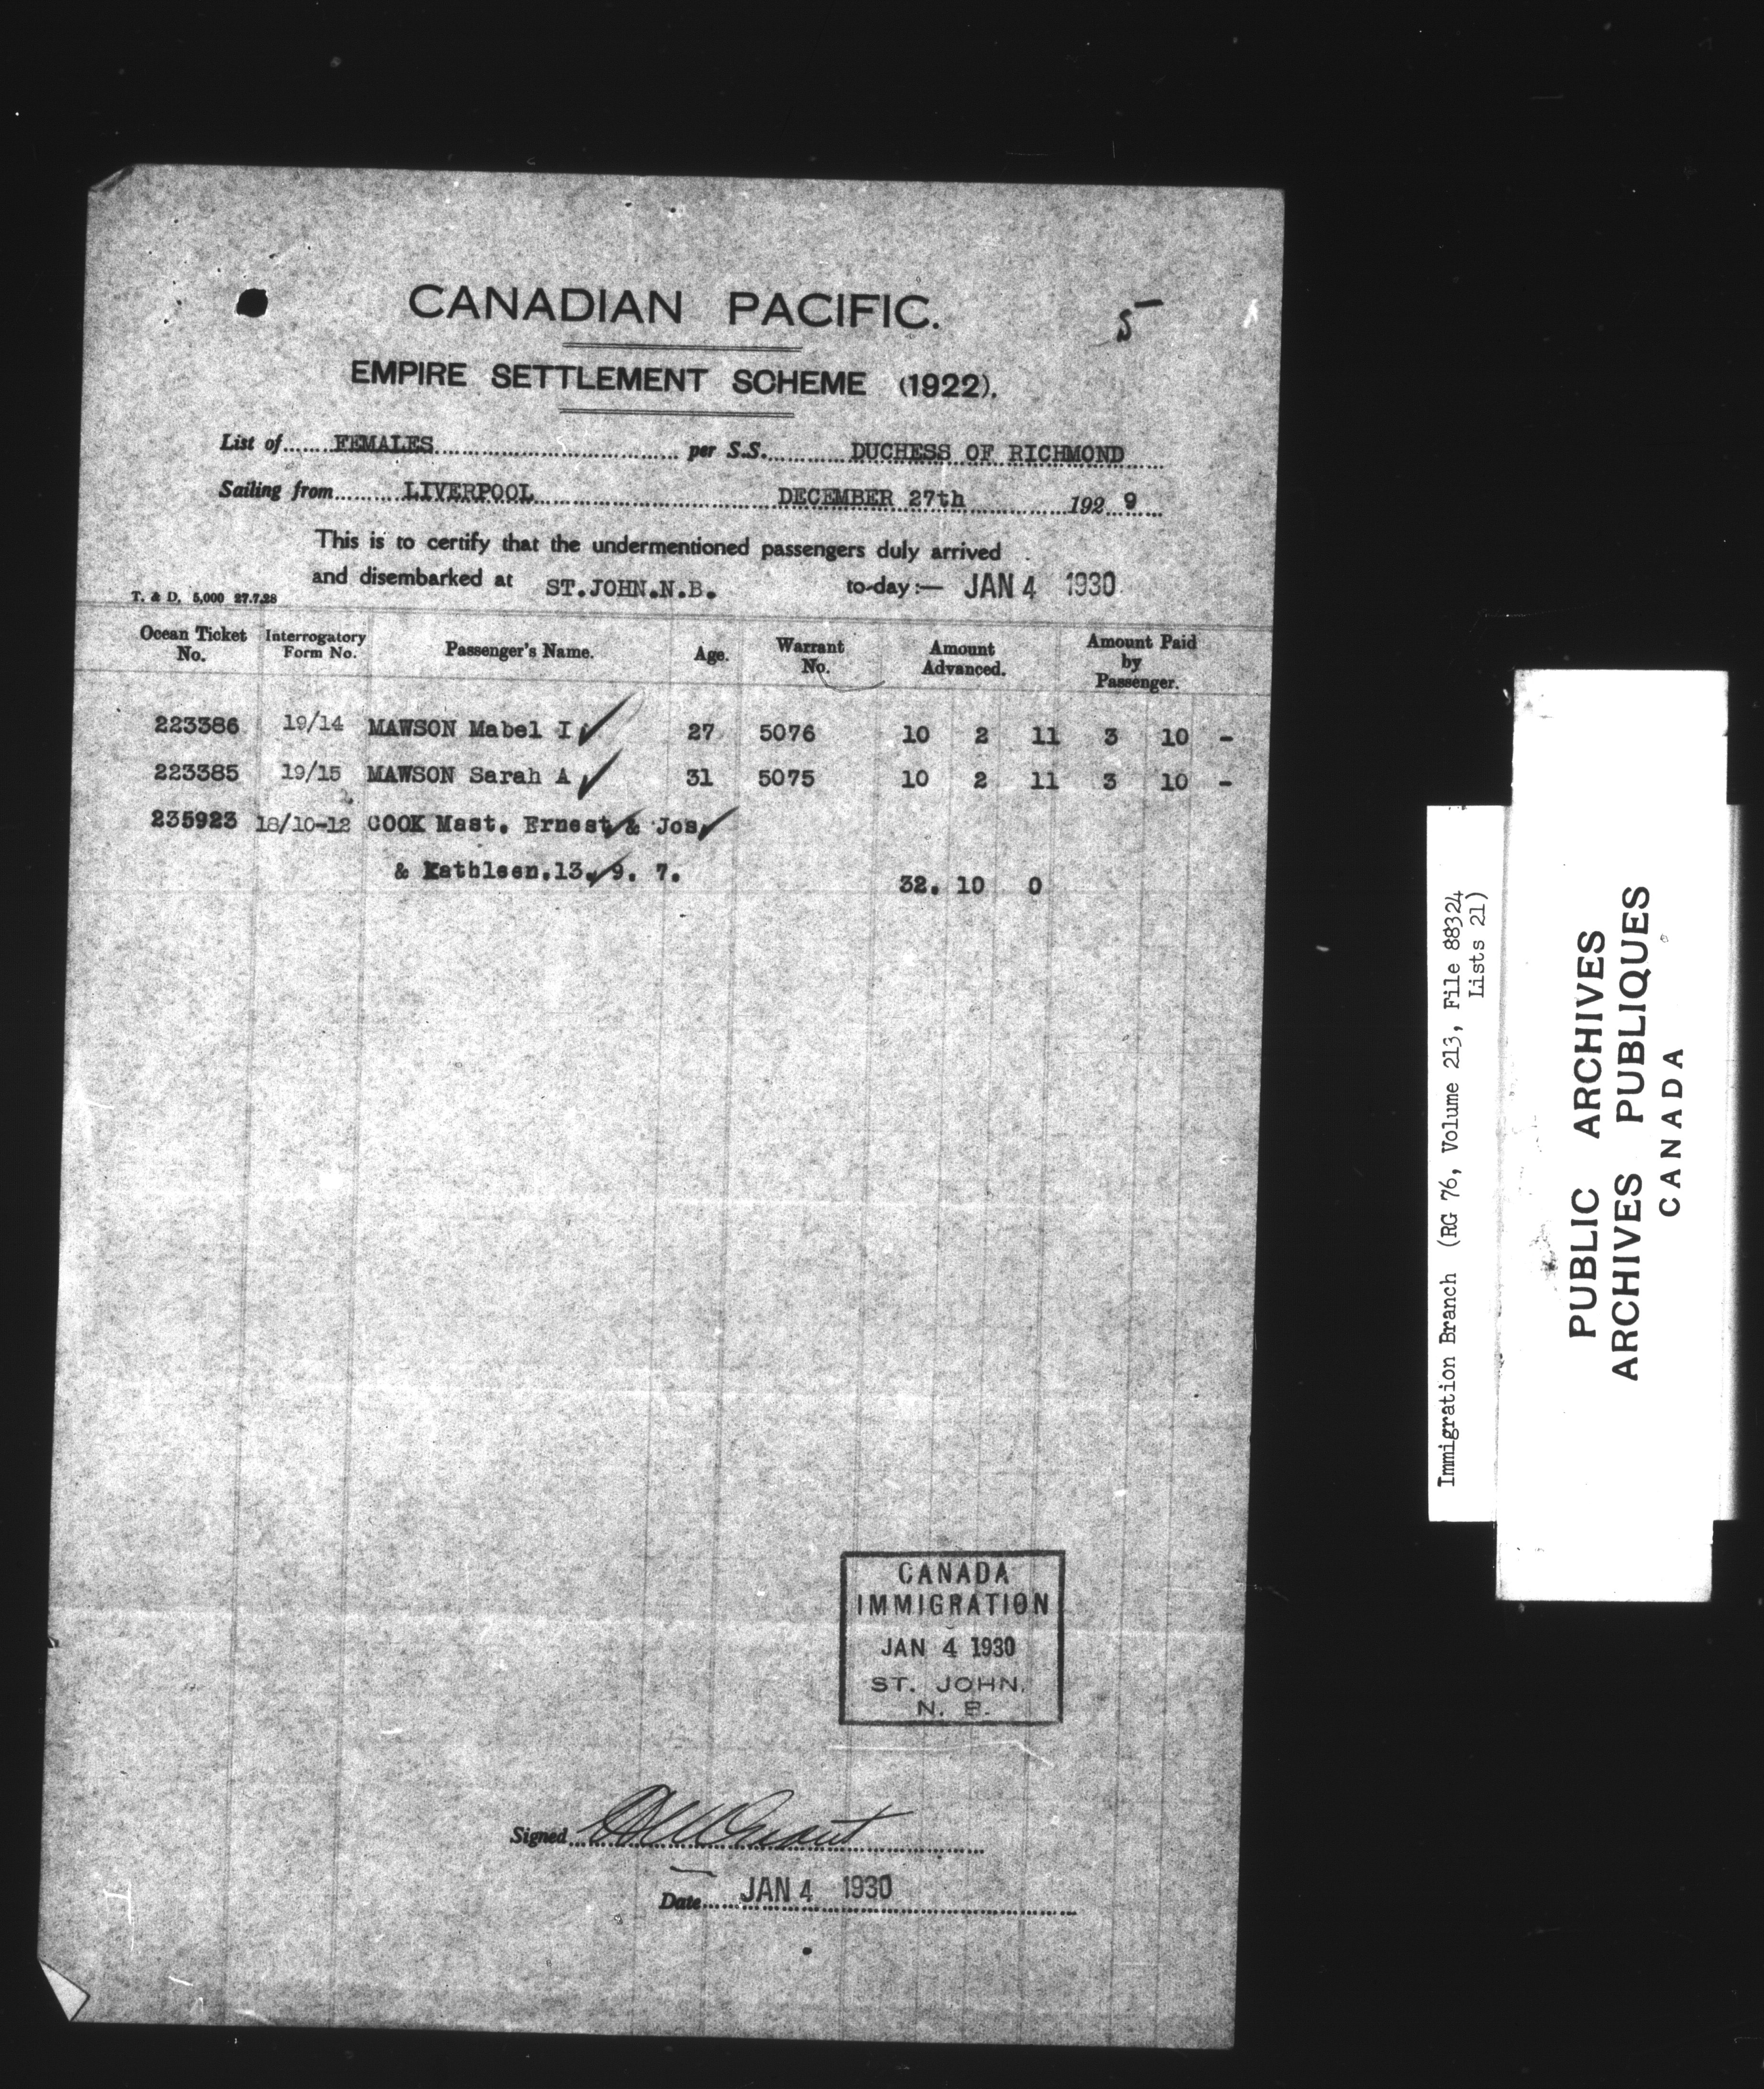 CANADIAN PACIFIC.
5
EMPIRE SETTLEMENT SCHEME (1922).
List of FEMALES per S.S. DUCHESS OF RICHMOND
Sailing from LIVERPOOL DECEMBER 27th 1929
This is to certify that the undermentioned passengers duly arrived
and disembarked at ST.JOHN.N.B. to-day:— JAN 4 1930
T. & D. 5,000 27.7.28
Ocean Ticket No. Interrogatory Form No. Passenger's Name. Age. Warrant No. Amount Advanced. Amount Paid by Passenger.
223386 19/14 MAWSON Mabel I 27 5076 10 2 11 3 10 -
223385 19/15 MAWSON Sarah A 31 5075 10 2 11 3 10 -
235923 18/10-12 COOK Mast. Ernest & Jos
& Kathleen.13. 9. 7. 32. 10 0
CANADA
IMMIGRATION
JAN 4 1930
ST. JOHN,
N. B.
Signed
Date JAN 4 1930
Immigration Branch (RG 76, Volume 213, File 88324
Lists 21)
PUBLIC ARCHIVES
ARCHIVES PUBLIQUES
CANADA